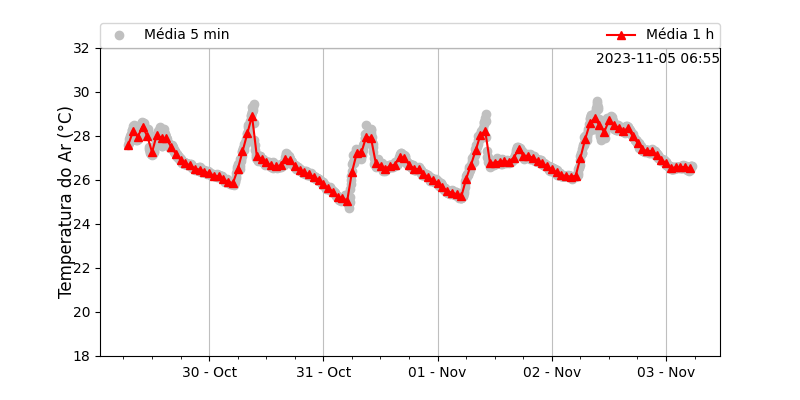 Média 5 min
Média 1 h
2023-11-05 06:55
Temperatura do Ar (°C)
32
30
28
26
24
22
20
18
30 - Oct
31 - Oct
01 - Nov
02 - Nov
03 - Nov